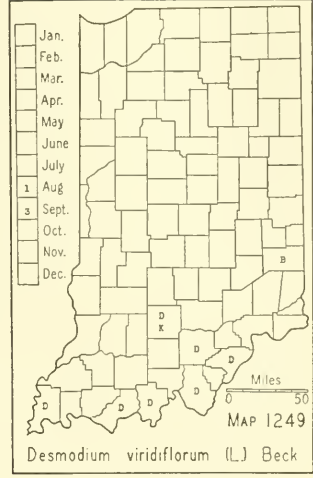 Jan.
Feb.
Mar.
Apr.
May
June
July
1 Aug
3 Sept.
Oct.
Nov.
Dec.
B
D
K
D
D
D
D
D
D
Miles
0 50
MAP 1249
Desmodium viridiflorum (L.) Beck